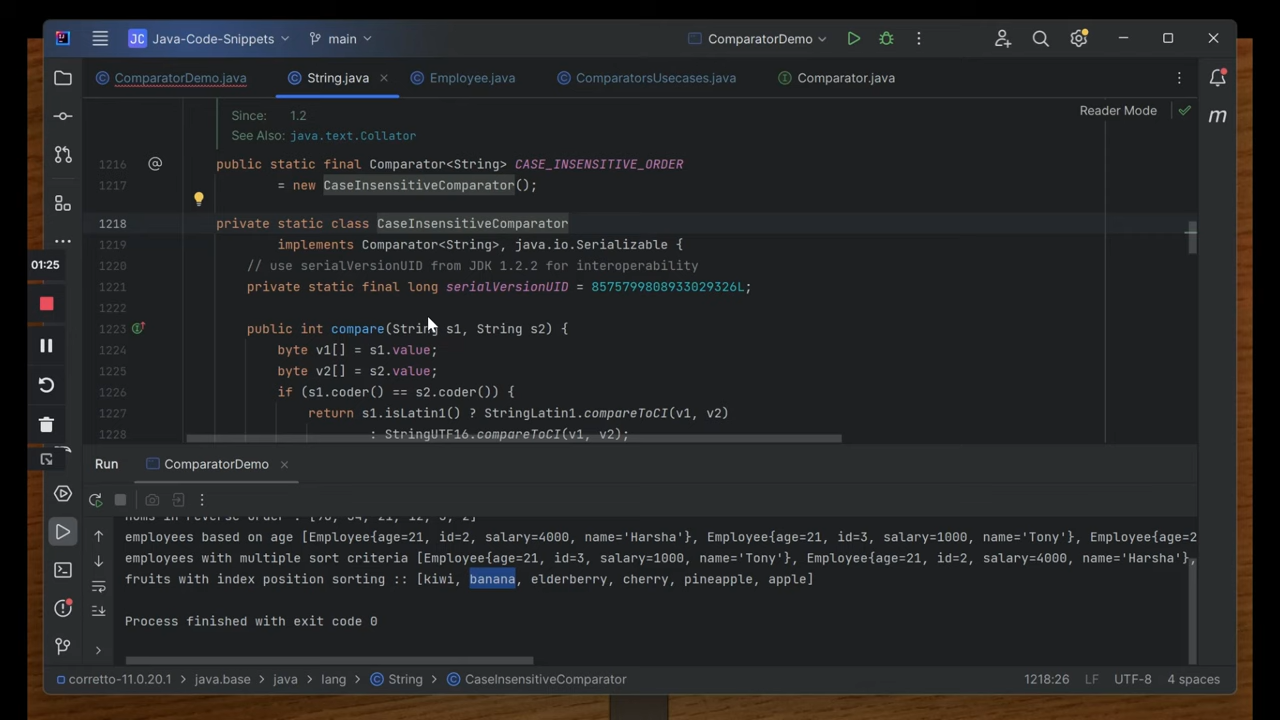 JC Java-Code-Snippets main ComparatorDemo
ComparatorDemo.java String.java Employee.java ComparatorsUsecases.java Comparator.java
Since: 1.2
Reader Mode
See Also: java.text.Collator
1216 @ public static final Comparator<String> CASE_INSENSITIVE_ORDER
1217 = new CaseInsensitiveComparator();
1218 private static class CaseInsensitiveComparator
1219 implements Comparator<String>, java.io.Serializable {
1220 // use serialVersionUID from JDK 1.2.2 for interoperability
1221 private static final long serialVersionUID = 8575799808933029326L;
1222
1223 public int compare(String s1, String s2) {
1224 byte v1[] = s1.value;
1225 byte v2[] = s2.value;
1226 if (s1.coder() == s2.coder()) {
1227 return s1.isLatin1() ? StringLatin1.compareToCI(v1, v2)
1228 : StringUTF16.compareToCI(v1, v2);
01:25
Run ComparatorDemo
nums in reverse order : [98, 34, 21, 12, 3, 2]
employees based on age [Employee{age=21, id=2, salary=4000, name='Harsha'}, Employee{age=21, id=3, salary=1000, name='Tony'}, Employee{age=2
employees with multiple sort criteria [Employee{age=21, id=3, salary=1000, name='Tony'}, Employee{age=21, id=2, salary=4000, name='Harsha'},
fruits with index position sorting :: [kiwi, banana, elderberry, cherry, pineapple, apple]
Process finished with exit code 0
corretto-11.0.20.1 > java.base > java > lang > String > CaseInsensitiveComparator 1218:26 LF UTF-8 4 spaces